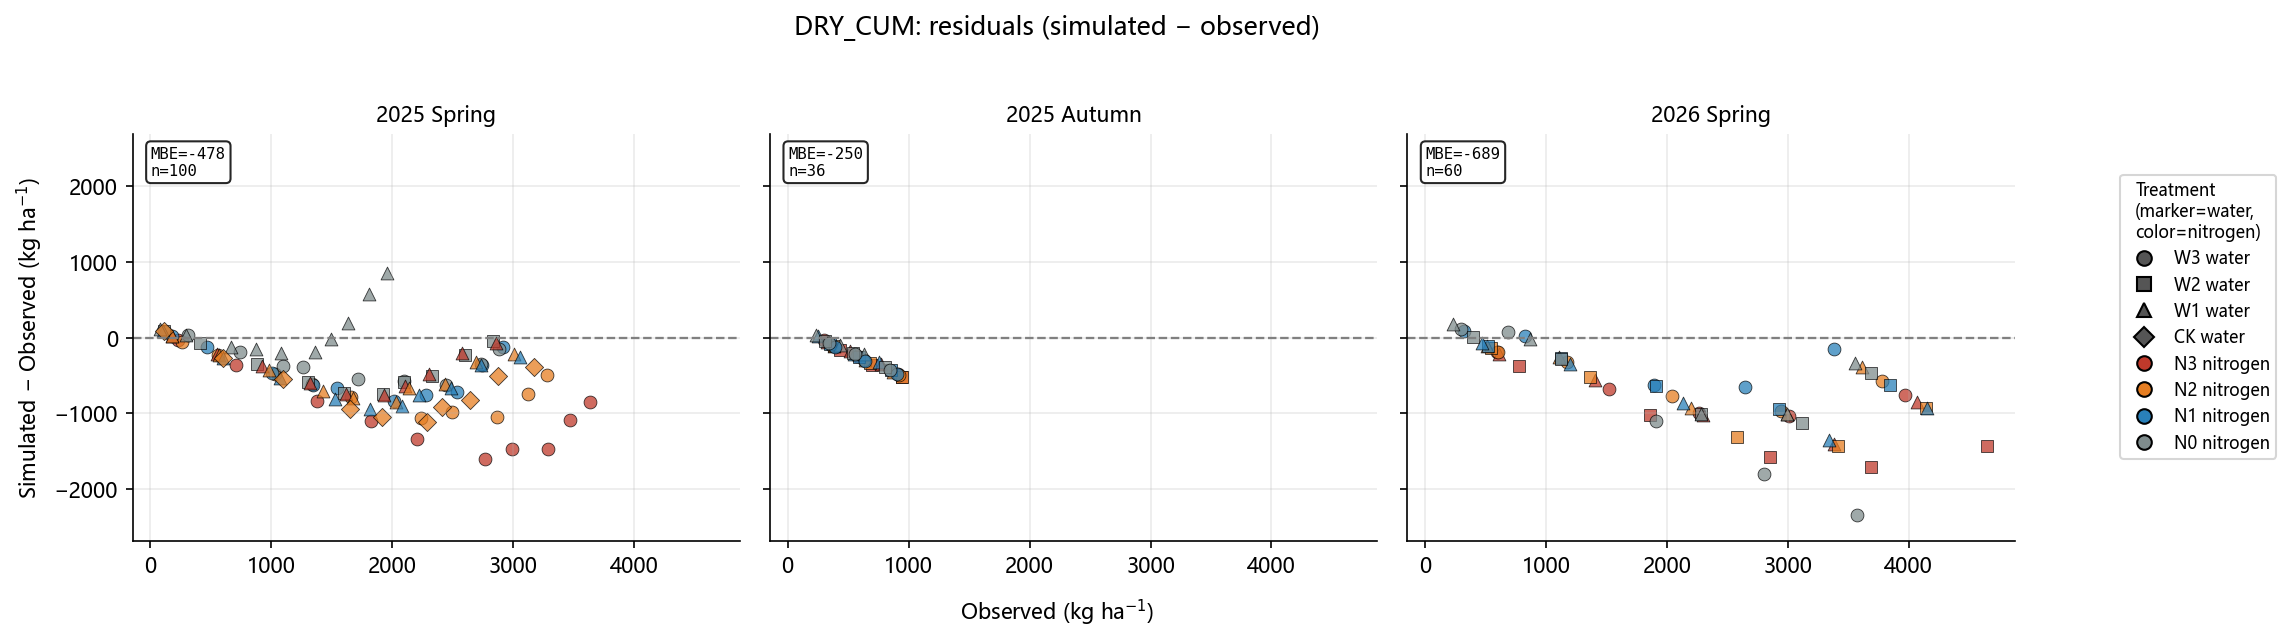 DRY_CUM: residuals (simulated − observed)
2025 Spring
2025 Autumn
2026 Spring
MBE=-478
n=100
MBE=-250
n=36
MBE=-689
n=60
Simulated − Observed (kg ha⁻¹)
2000
1000
0
−1000
−2000
0 1000 2000 3000 4000
0 1000 2000 3000 4000
0 1000 2000 3000 4000
Observed (kg ha⁻¹)
Treatment
(marker=water,
color=nitrogen)
W3 water
W2 water
W1 water
CK water
N3 nitrogen
N2 nitrogen
N1 nitrogen
N0 nitrogen